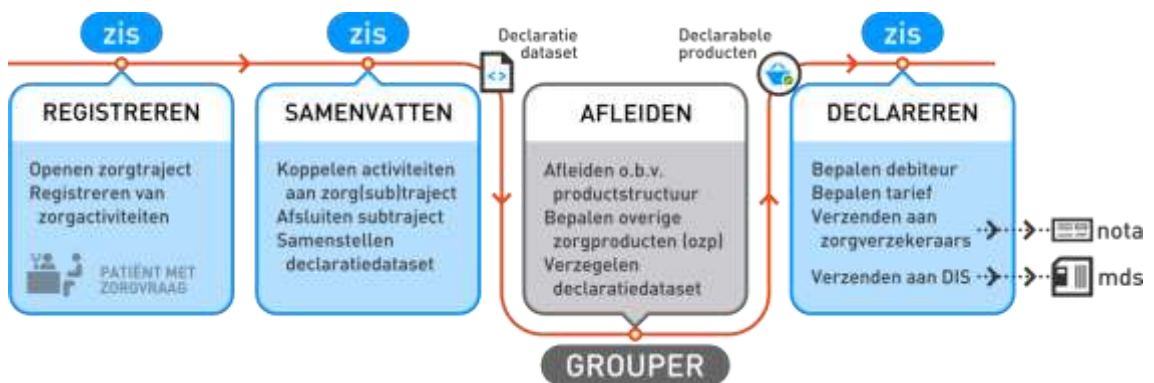 zis
REGISTREREN
Openen zorgtraject
Registreren van
zorgactiviteiten
PATIËNT MET
ZORGVRAAG
zis
SAMENVATTEN
Koppelen activiteiten
aan zorg(sub)traject
Afsluiten subtraject
Samenstellen
declaratiedataset
Declaratie
dataset
<>
AFLEIDEN
Afleiden o.b.v.
productstructuur
Bepalen overige
zorgproducten (ozp)
Verzegelen
declaratiedataset
GROUPER
Declarabele
producten
zis
DECLAREREN
Bepalen debiteur
Bepalen tarief
Verzenden aan
zorgverzekeraars
nota
Verzenden aan DIS
mds